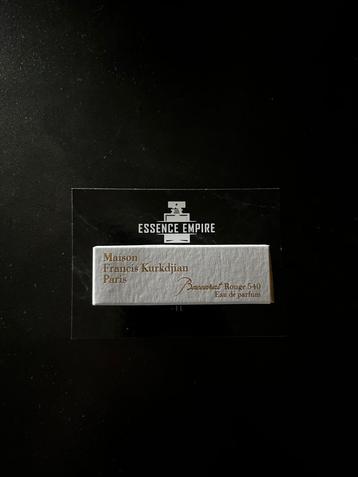 ESSENCE EMPIRE
Maison
Francis Kurkdjian
Paris
Baccarat Rouge 540
Eau de parfum